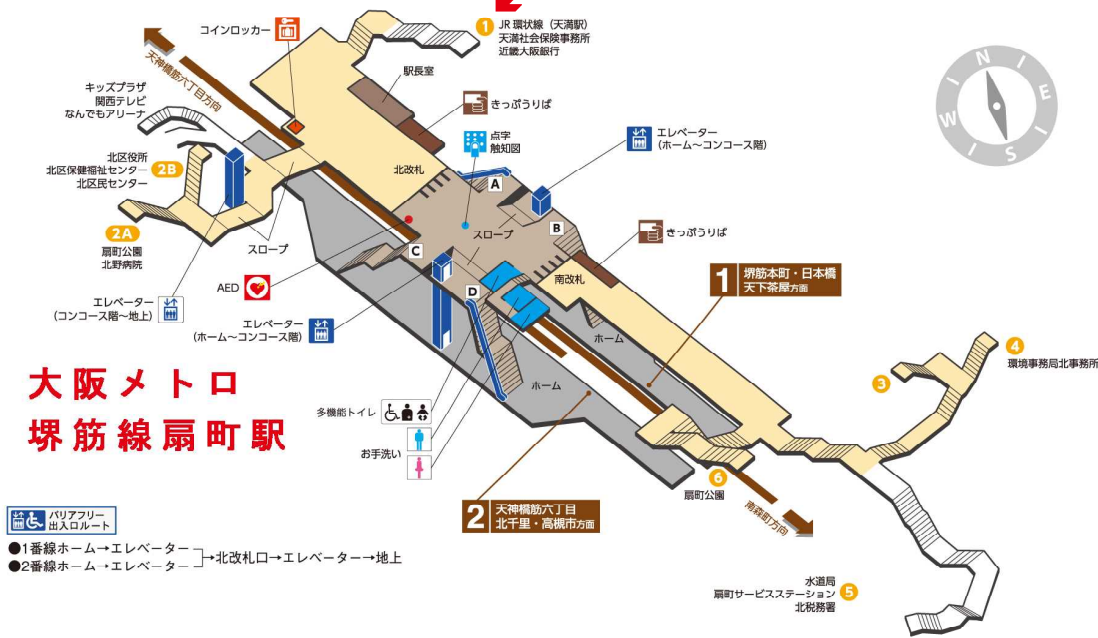 1
JR環状線（天満駅）
天満社会保険事務所
近畿大阪銀行
コインロッカー
天神橋筋六丁目方向
駅長室
きっぷうりば
キッズプラザ
関西テレビ
なんでもアリーナ
点字
触知図
エレベーター
（ホーム〜コンコース階）
N
E
S
W
I
I
I
I
北区役所
北区保健福祉センター
北区民センター
2B
北改札
A
B
スロープ
きっぷうりば
2A
扇町公園
北野病院
スロープ
C
南改札
1
堺筋本町・日本橋
天下茶屋方面
AED
D
エレベーター
（コンコース階〜地上）
エレベーター
（ホーム〜コンコース階）
ホーム
4
環境事務局北事務所
3
大阪メトロ
堺筋線扇町駅
ホーム
多機能トイレ
お手洗い
6
扇町公園
2
天神橋筋六丁目
北千里・高槻市方面
南森町方向
バリアフリー
出入口ルート
●1番線ホーム→エレベーター
●2番線ホーム→エレベーター
→北改札口→エレベーター→地上
水道局
扇町サービスステーション
北税務署
5